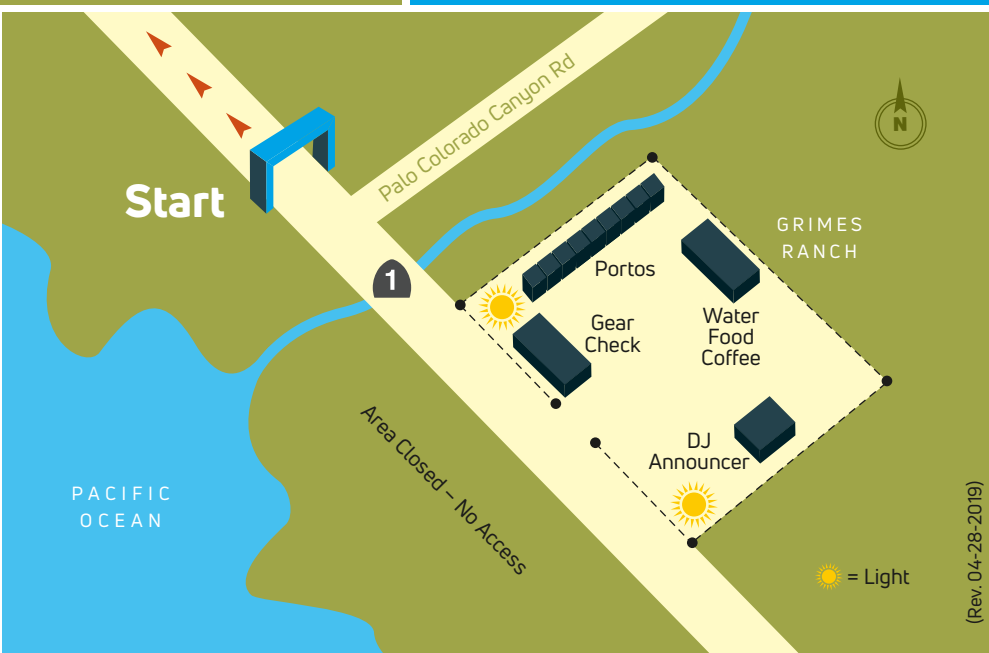 Palo Colorado Canyon Rd
N
Start
GRIMES
RANCH
1
Portos
Gear
Check
Water
Food
Coffee
Area Closed – No Access
DJ
Announcer
PACIFIC
OCEAN
= Light
(Rev. 04-28-2019)